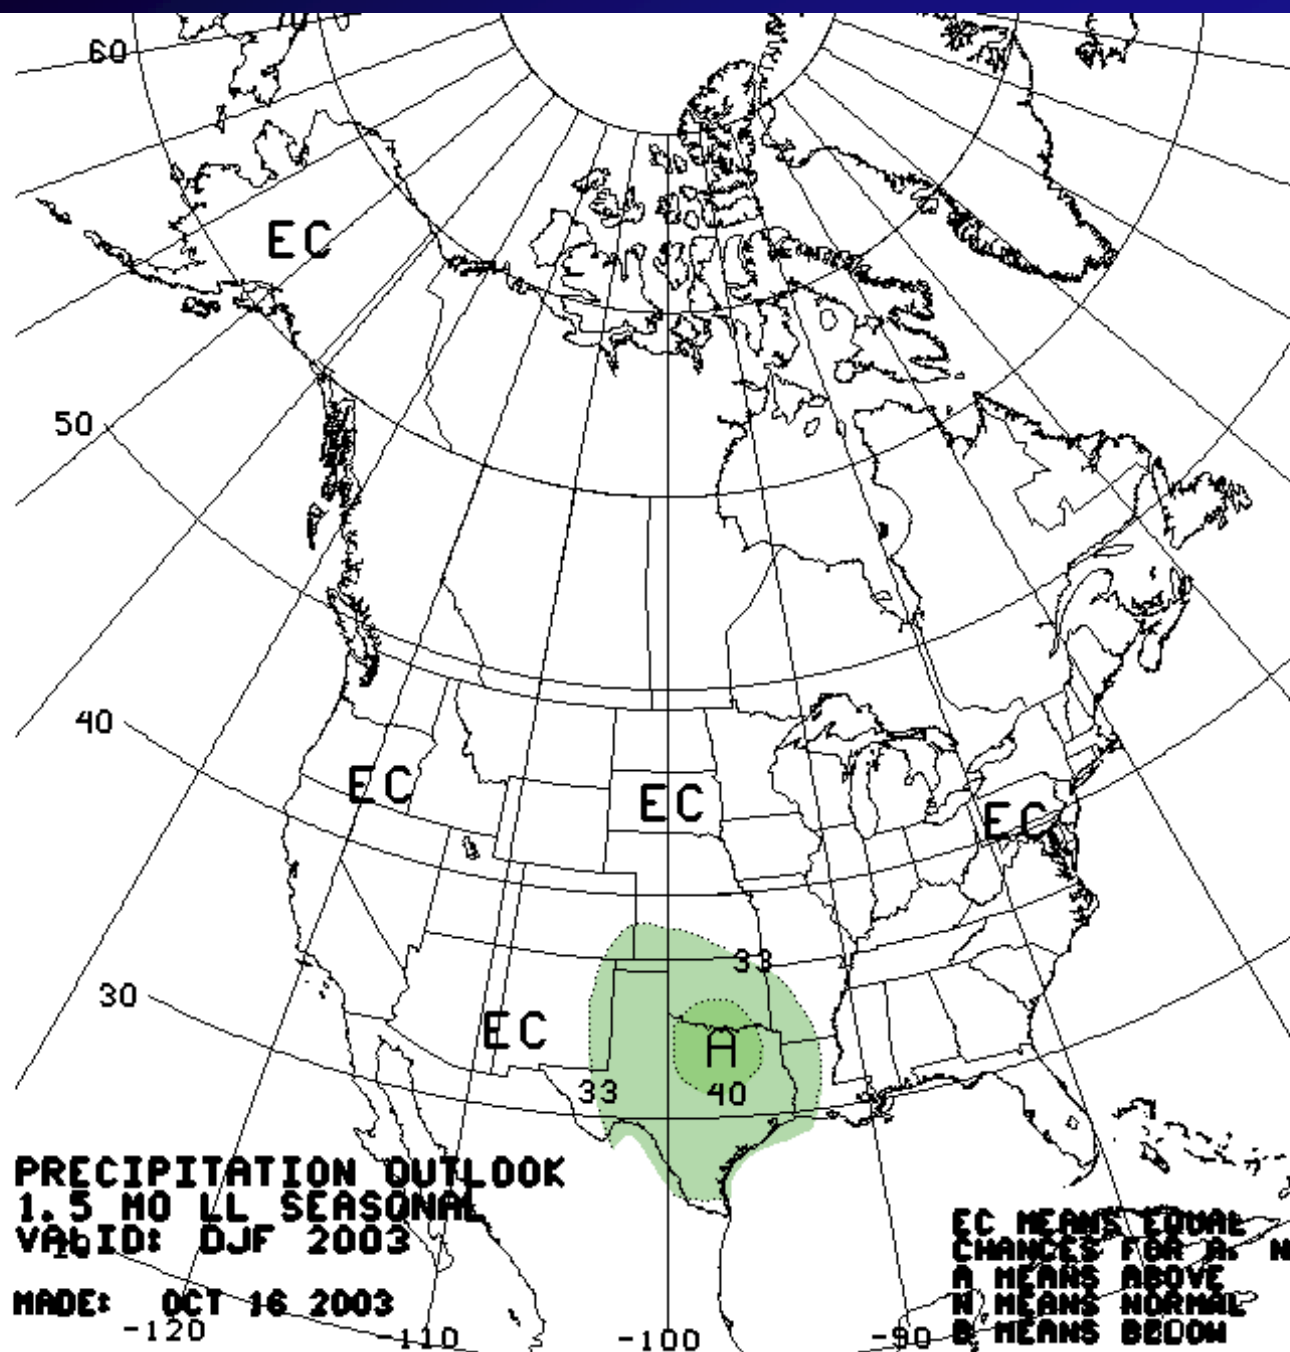 60
70
EC
50
40
EC
EC
EC
33
30
EC
A
33
40
PRECIPITATION OUTLOOK
1.5 MO LL SEASONAL
VALID: DJF 2003
MADE: OCT 16 2003
EC MEANS EQUAL
CHANCES FOR A, N
A MEANS ABOVE
N MEANS NORMAL
B MEANS BELOW
-120
-110
-100
-90